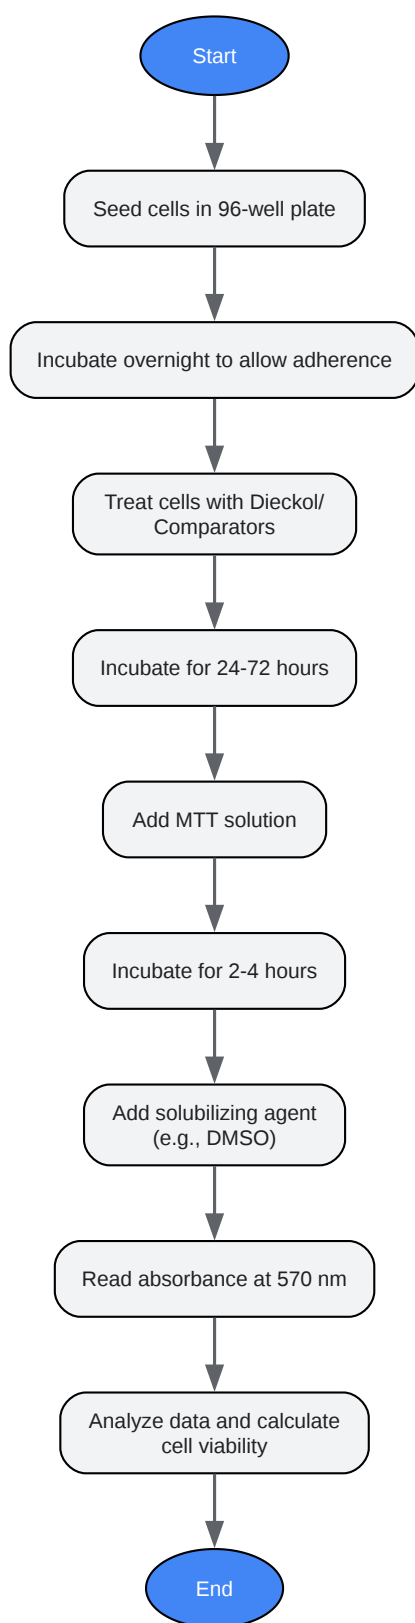 Start
Seed cells in 96-well plate
Incubate overnight to allow adherence
Treat cells with Dieckol/
Comparators
Incubate for 24-72 hours
Add MTT solution
Incubate for 2-4 hours
Add solubilizing agent
(e.g., DMSO)
Read absorbance at 570 nm
Analyze data and calculate
cell viability
End